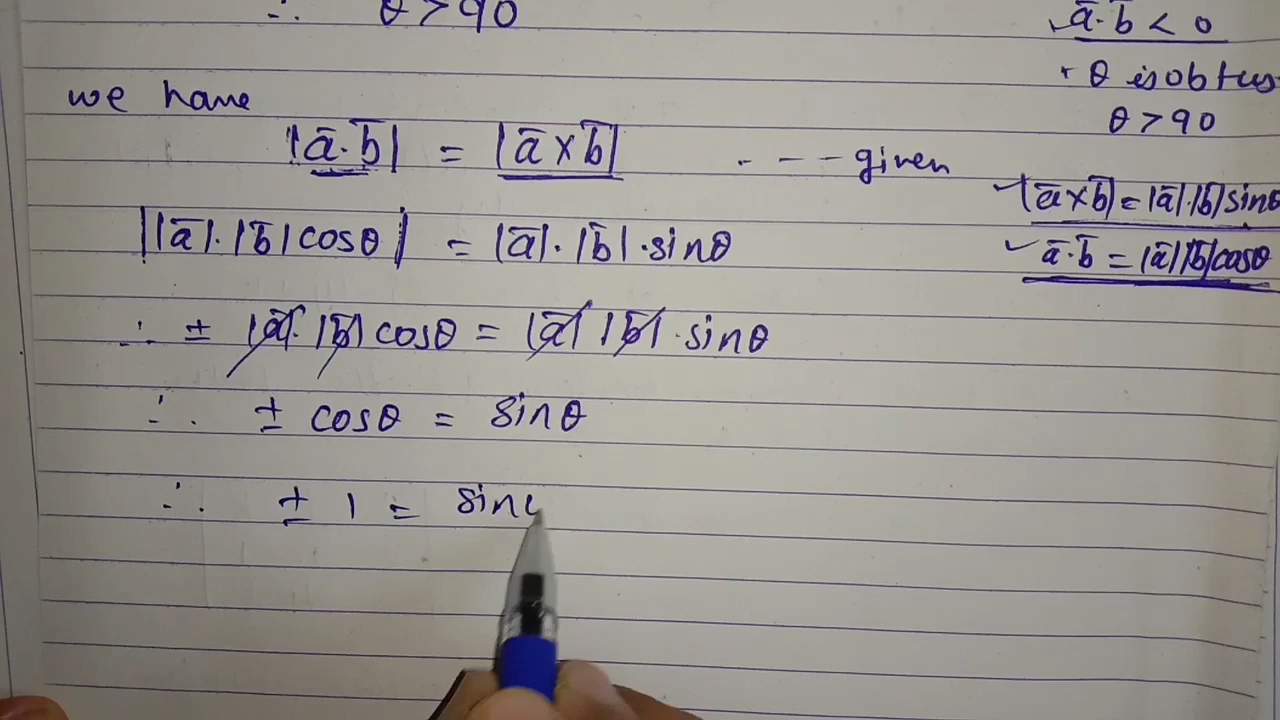 ∴ θ > 90
we have
|a̅·b̅| = |a̅×b̅| - - - given
||a̅|·|b̅| cosθ| = |a̅|·|b̅|·sinθ
∴ ± |a̅|·|b̅| cosθ = |a̅| |b̅|·sinθ
∴ ± cosθ = sinθ
∴ ± 1 = sin
a̅·b̅ < 0
θ is obtus
θ > 90
|a̅×b̅| = |a̅|·|b̅| sinθ
a̅·b̅ = |a̅||b̅|cosθ